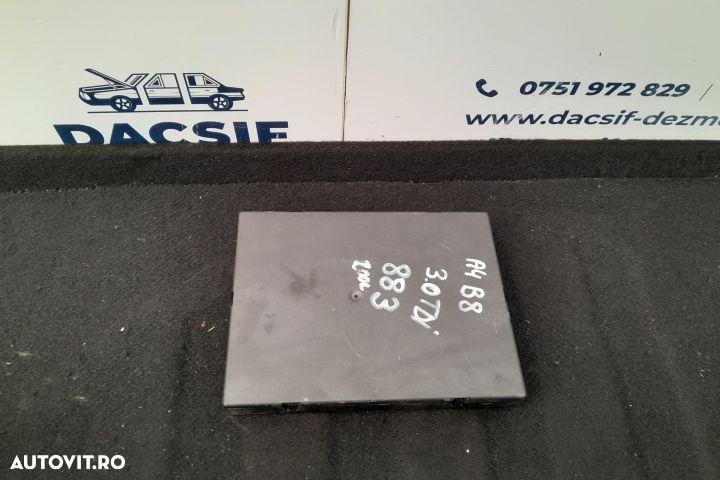 DACSIF
0751 972 829 /
www.dacsif-dezm
A4 B8
3.0TDi
883
AUTOVIT.RO